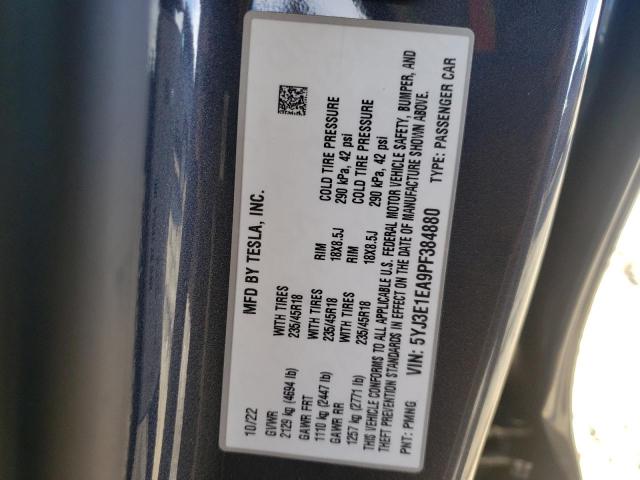 MFD BY TESLA, INC.
10/22
GVWR
2129 kg (4694 lb)
WITH TIRES
235/45R18
RIM
18X8.5J
COLD TIRE PRESSURE
290 kPa, 42 psi
GAWR FRT
1110 kg (2447 lb)
WITH TIRES
235/45R18
RIM
18X8.5J
COLD TIRE PRESSURE
290 kPa, 42 psi
GAWR RR
1257 kg (2771 lb)
WITH TIRES
235/45R18
THIS VEHICLE CONFORMS TO ALL APPLICABLE U.S. FEDERAL MOTOR VEHICLE SAFETY, BUMPER, AND
THEFT PREVENTION STANDARDS IN EFFECT ON THE DATE OF MANUFACTURE SHOWN ABOVE.
VIN: 5YJ3E1EA9PF384880
PNT: PMNG
TYPE: PASSENGER CAR